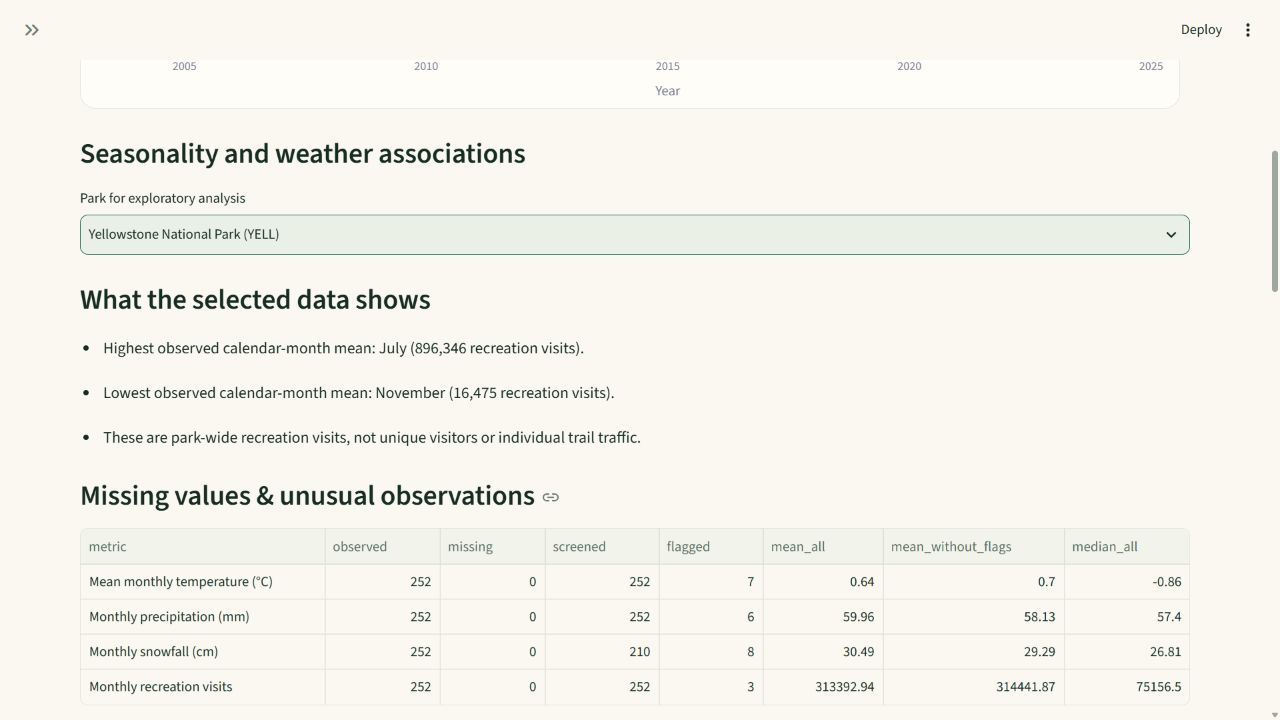 Deploy
2005 2010 2015 2020 2025
Year
Seasonality and weather associations
Park for exploratory analysis
Yellowstone National Park (YELL)
What the selected data shows
• Highest observed calendar-month mean: July (896,346 recreation visits).
• Lowest observed calendar-month mean: November (16,475 recreation visits).
• These are park-wide recreation visits, not unique visitors or individual trail traffic.
Missing values & unusual observations
metric observed missing screened flagged mean_all mean_without_flags median_all
Mean monthly temperature (°C) 252 0 252 7 0.64 0.7 -0.86
Monthly precipitation (mm) 252 0 252 6 59.96 58.13 57.4
Monthly snowfall (cm) 252 0 210 8 30.49 29.29 26.81
Monthly recreation visits 252 0 252 3 313392.94 314441.87 75156.5